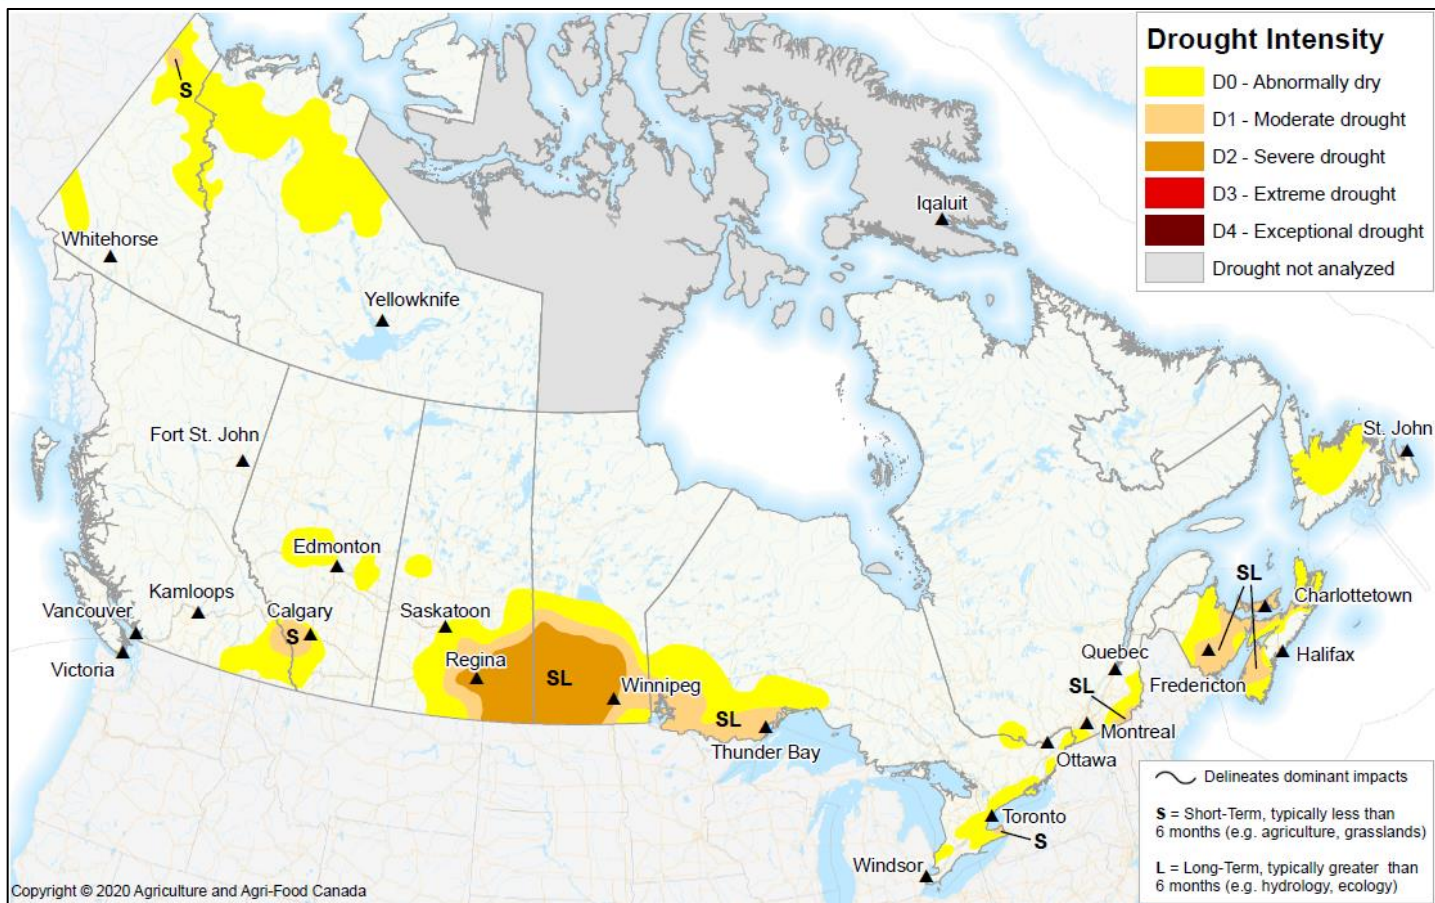 Drought Intensity
D0 - Abnormally dry
D1 - Moderate drought
D2 - Severe drought
D3 - Extreme drought
D4 - Exceptional drought
Drought not analyzed
S
Iqaluit
Whitehorse
Yellowknife
Fort St. John
St. John
Edmonton
SL
Kamloops
Charlottetown
Vancouver
Calgary
Saskatoon
S
Victoria
Quebec
Halifax
Regina
SL
Winnipeg
SL
Fredericton
SL
Montreal
Thunder Bay
Ottawa
Toronto
S
Windsor
Delineates dominant impacts
S = Short-Term, typically less than
6 months (e.g. agriculture, grasslands)
L = Long-Term, typically greater than
6 months (e.g. hydrology, ecology)
Copyright © 2020 Agriculture and Agri-Food Canada